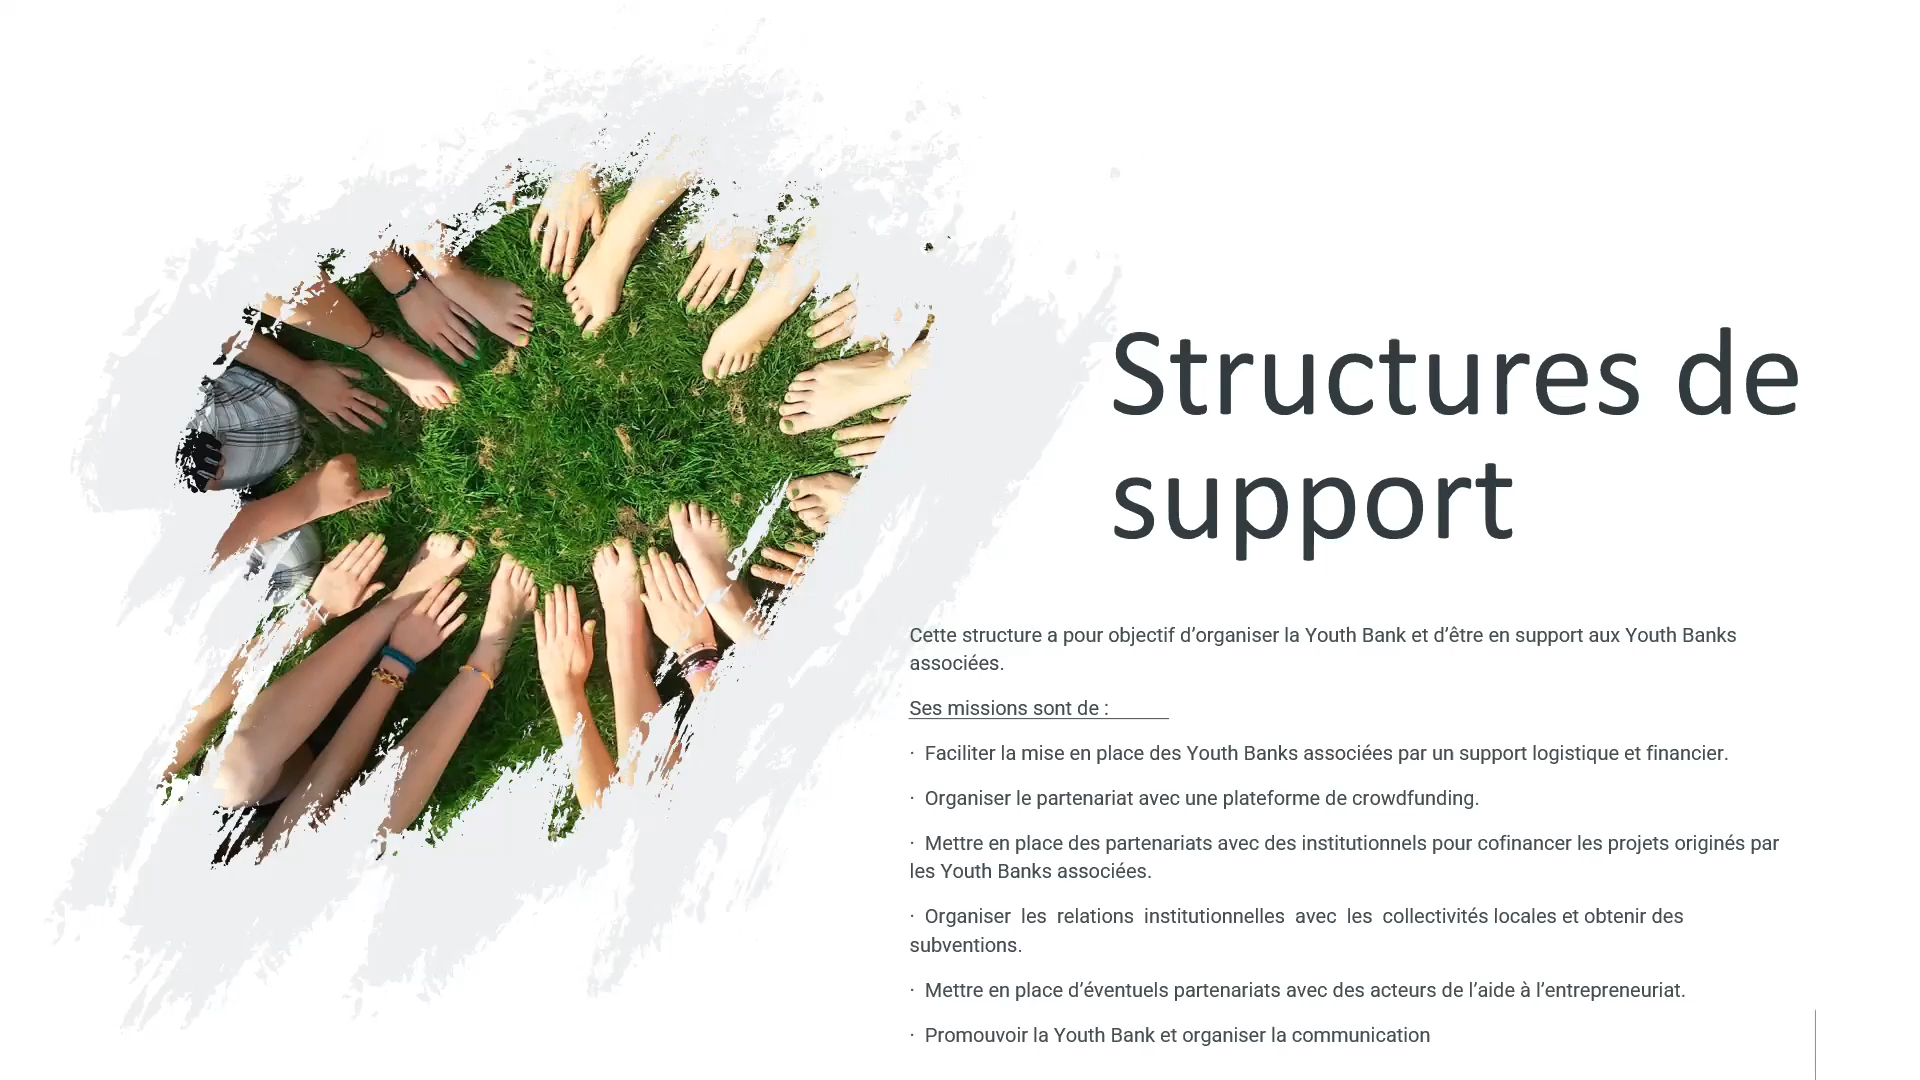 Structures de
support
Cette structure a pour objectif d’organiser la Youth Bank et d’être en support aux Youth Banks
associées.
Ses missions sont de :
· Faciliter la mise en place des Youth Banks associées par un support logistique et financier.
· Organiser le partenariat avec une plateforme de crowdfunding.
· Mettre en place des partenariats avec des institutionnels pour cofinancer les projets originés par
les Youth Banks associées.
· Organiser les relations institutionnelles avec les collectivités locales et obtenir des
subventions.
· Mettre en place d’éventuels partenariats avec des acteurs de l’aide à l’entrepreneuriat.
· Promouvoir la Youth Bank et organiser la communication